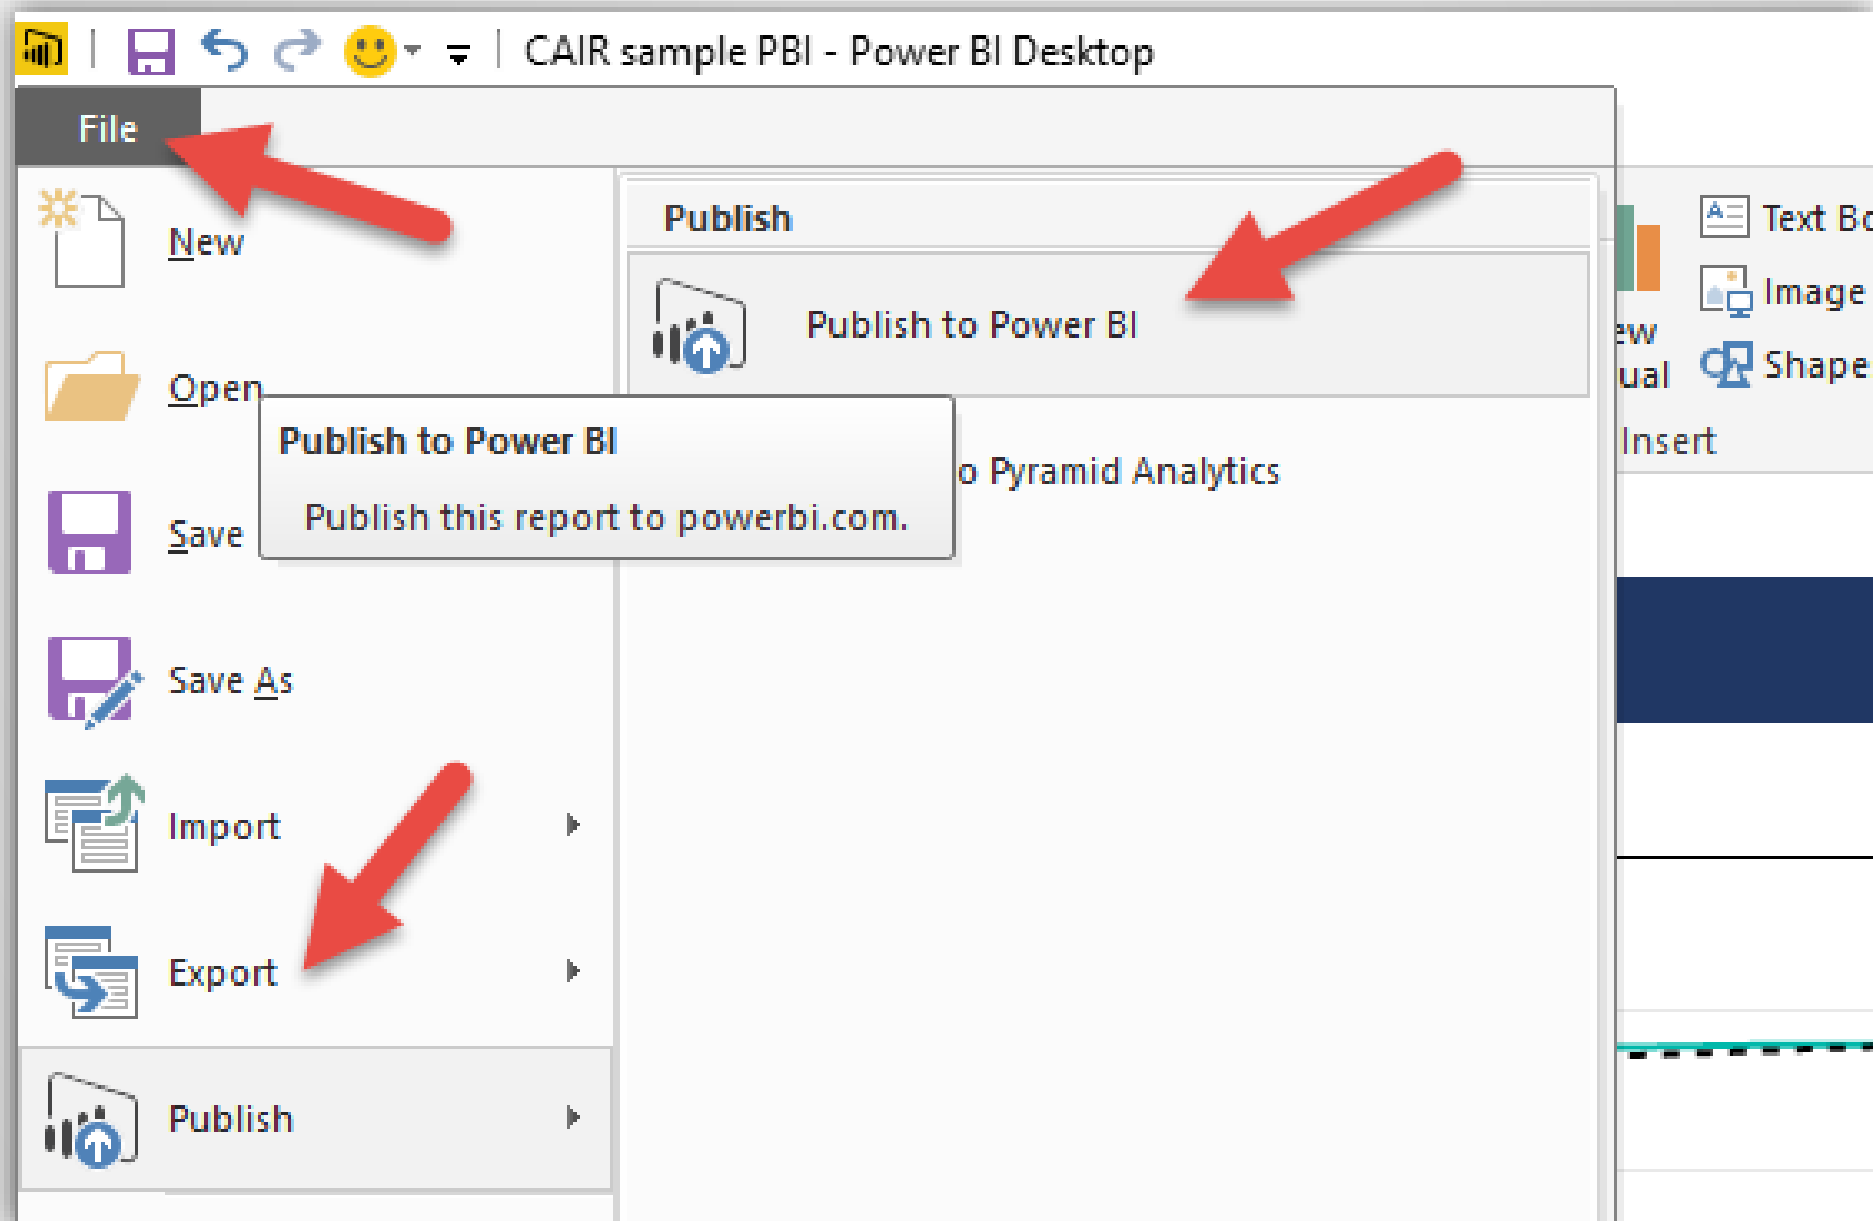 CAIR sample PBI - Power BI Desktop
File
New
Open
Save
Save As
Import
Export
Publish
Publish
Publish to Power BI
o Pyramid Analytics
Publish to Power BI
Publish this report to powerbi.com.
ew
ual
Text Bo
Image
Shape
Insert